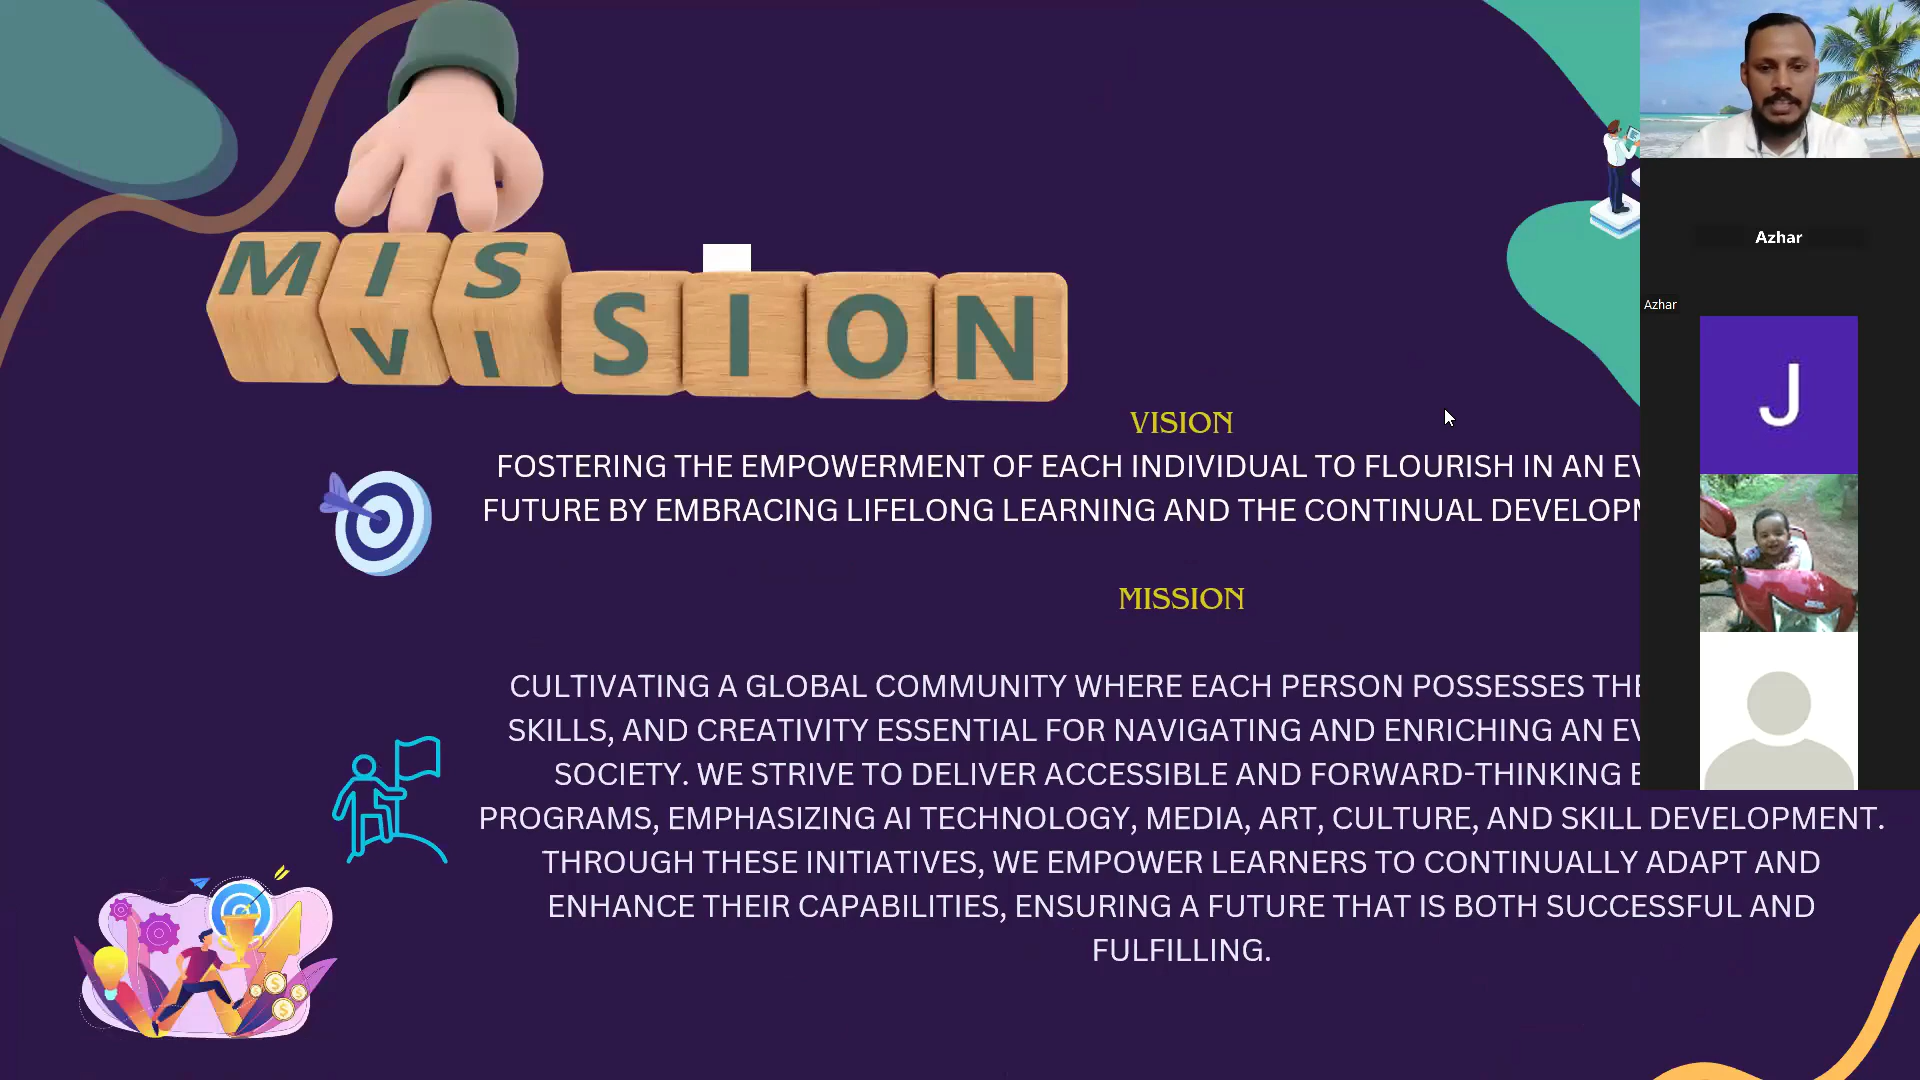 MIS
VI
SION
Azhar
Azhar
J
VISION
FOSTERING THE EMPOWERMENT OF EACH INDIVIDUAL TO FLOURISH IN AN
FUTURE BY EMBRACING LIFELONG LEARNING AND THE CONTINUAL
MISSION
CULTIVATING A GLOBAL COMMUNITY WHERE EACH PERSON POSSESSES
SKILLS, AND CREATIVITY ESSENTIAL FOR NAVIGATING AND ENRICHING AN
SOCIETY. WE STRIVE TO DELIVER ACCESSIBLE AND FORWARD-THINKING
PROGRAMS, EMPHASIZING AI TECHNOLOGY, MEDIA, ART, CULTURE, AND SKILL DEVELOPMENT.
THROUGH THESE INITIATIVES, WE EMPOWER LEARNERS TO CONTINUALLY ADAPT AND
ENHANCE THEIR CAPABILITIES, ENSURING A FUTURE THAT IS BOTH SUCCESSFUL AND
FULFILLING.